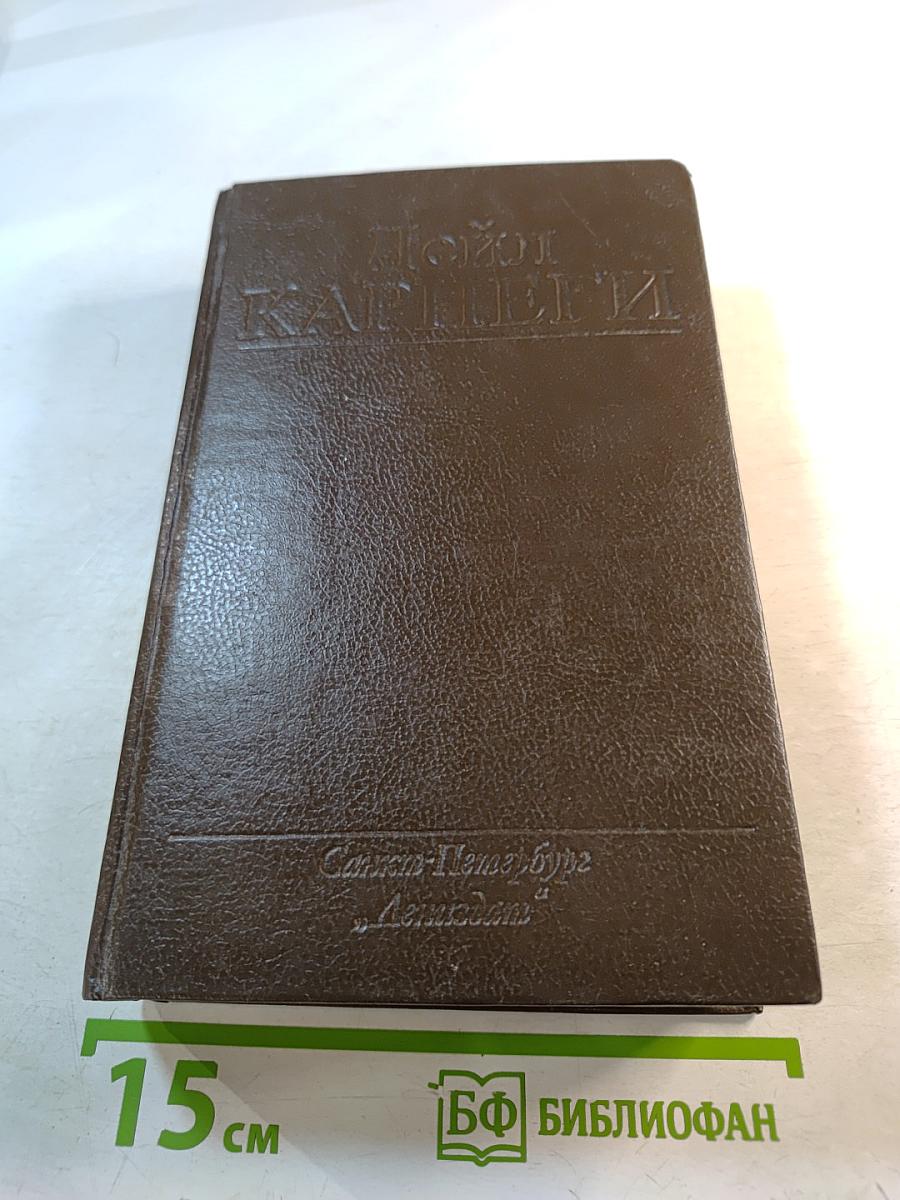 Дейл
КАРНЕГИ
Санкт-Петербург
„Лениздат“
15 см
БФ БИБЛИОФАН